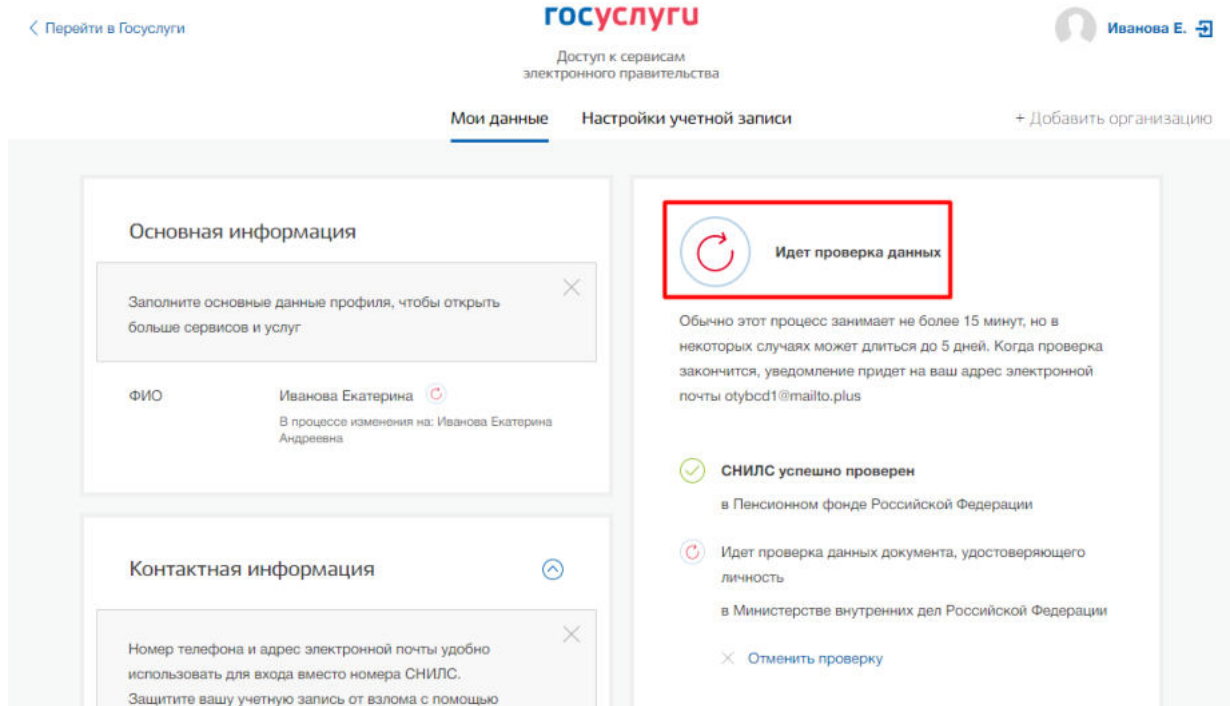 Перейти в Госуслуги
госуслуги
Доступ к сервисам
электронного правительства
Иванова Е.
Мои данные
Настройки учетной записи
+ Добавить организацию
Основная информация
Заполните основные данные профиля, чтобы открыть
больше сервисов и услуг
ФИО
Иванова Екатерина
В процессе изменения на: Иванова Екатерина
Андреевна
Контактная информация
Номер телефона и адрес электронной почты удобно
использовать для входа вместо номера СНИЛС.
Защитите вашу учетную запись от взлома с помощью
Идет проверка данных
Обычно этот процесс занимает не более 15 минут, но в
некоторых случаях может длиться до 5 дней. Когда проверка
закончится, уведомление придет на ваш адрес электронной
почты otybcd1@mailto.plus
СНИЛС успешно проверен
в Пенсионном фонде Российской Федерации
Идет проверка данных документа, удостоверяющего
личность
в Министерстве внутренних дел Российской Федерации
Отменить проверку